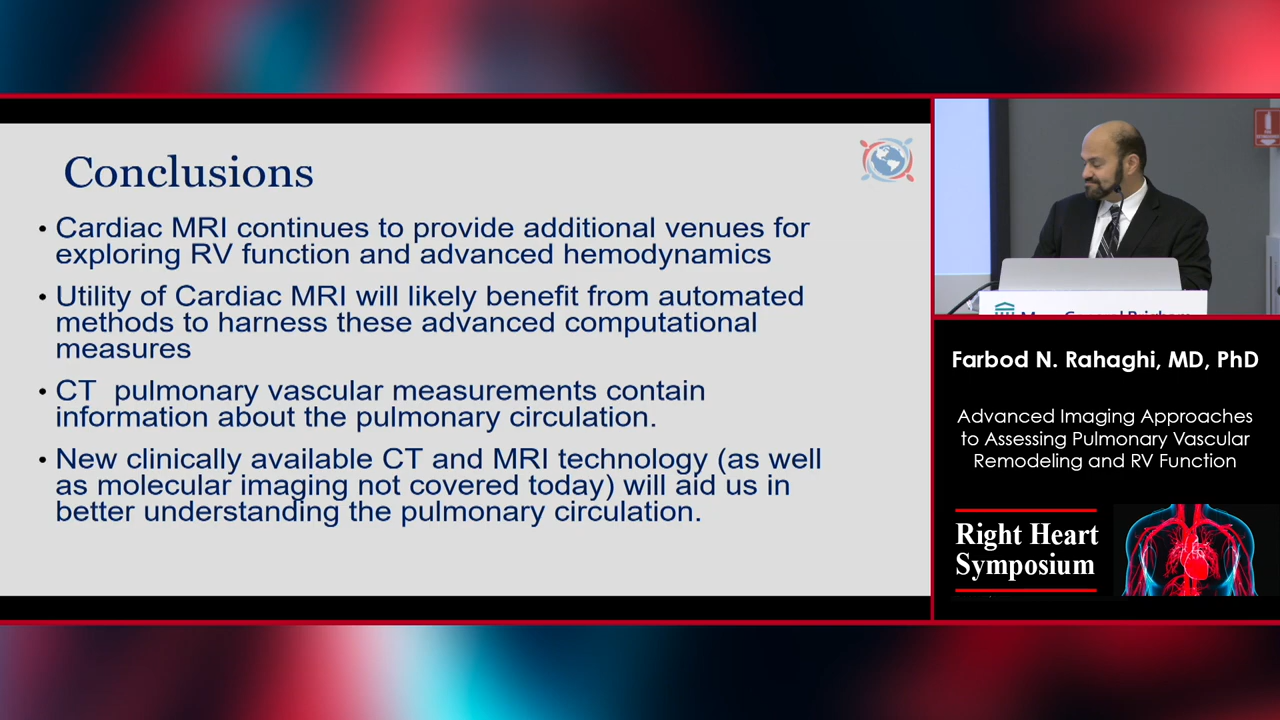 Conclusions
• Cardiac MRI continues to provide additional venues for
exploring RV function and advanced hemodynamics
• Utility of Cardiac MRI will likely benefit from automated
methods to harness these advanced computational
measures
• CT  pulmonary vascular measurements contain
information about the pulmonary circulation.
• New clinically available CT and MRI technology (as well
as molecular imaging not covered today) will aid us in
better understanding the pulmonary circulation.
Farbod N. Rahaghi, MD, PhD
Advanced Imaging Approaches
to Assessing Pulmonary Vascular
Remodeling and RV Function
Right Heart
Symposium